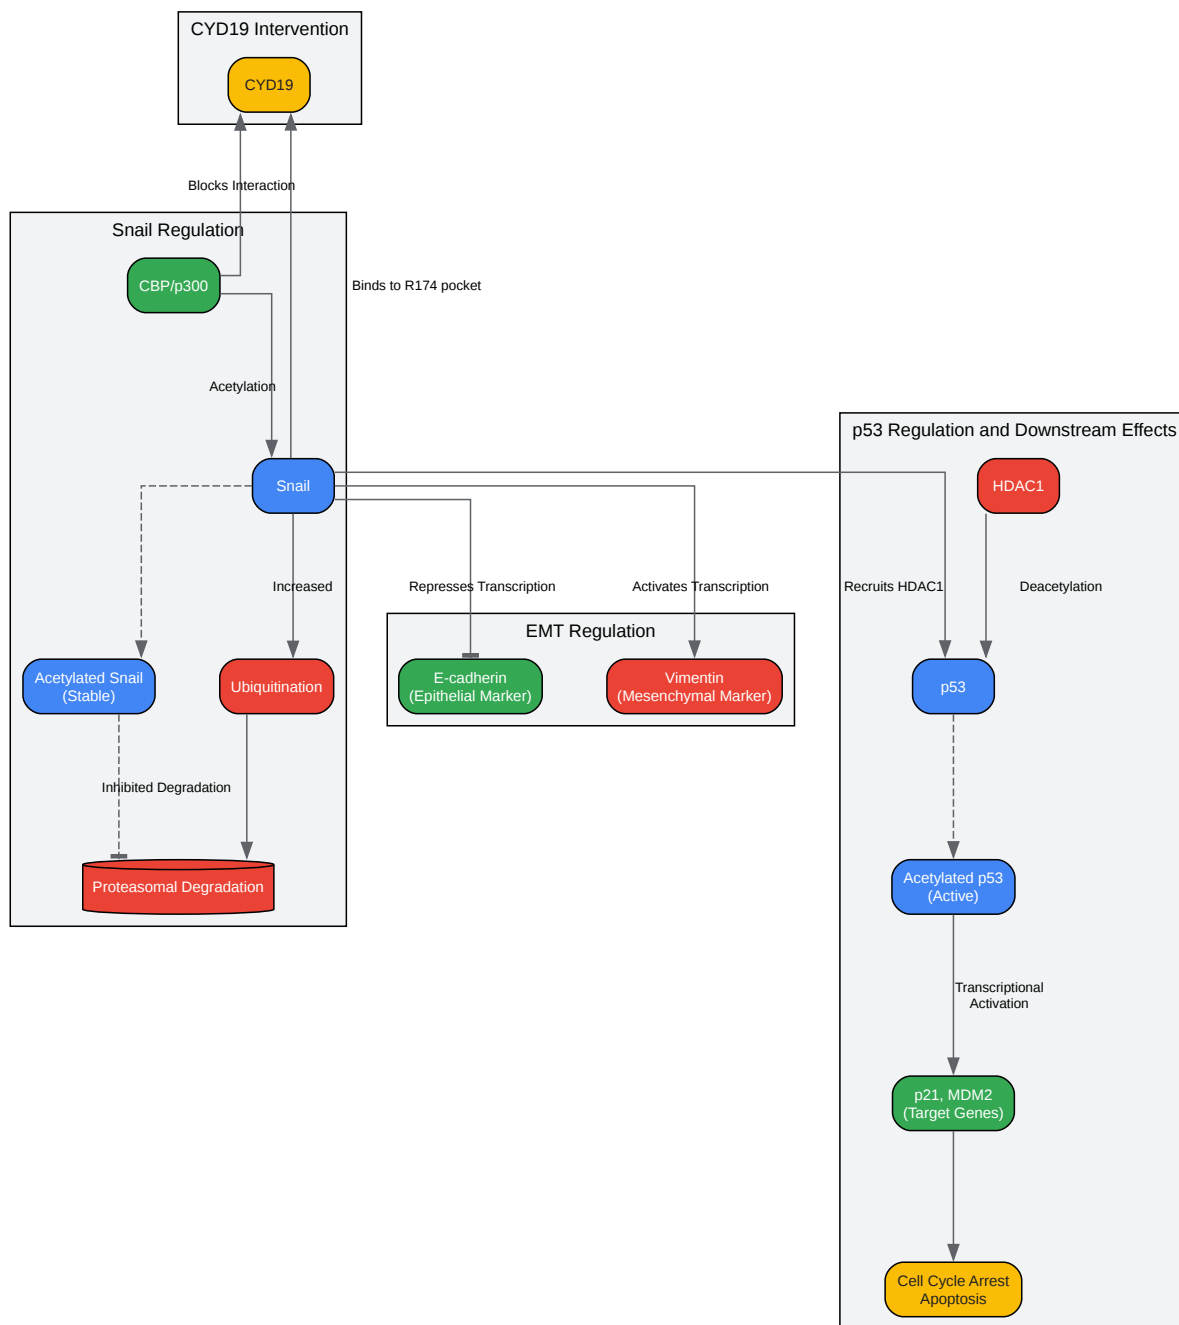 CYD19 Intervention
CYD19
Blocks Interaction
Snail Regulation
CBP/p300
Binds to R174 pocket
Acetylation
p53 Regulation and Downstream Effects
Snail
HDAC1
Increased
Represses Transcription
Activates Transcription
Recruits HDAC1
Deacetylation
EMT Regulation
Acetylated Snail
(Stable)
Ubiquitination
E-cadherin
(Epithelial Marker)
Vimentin
(Mesenchymal Marker)
p53
Inhibited Degradation
Proteasomal Degradation
Acetylated p53
(Active)
Transcriptional
Activation
p21, MDM2
(Target Genes)
Cell Cycle Arrest
Apoptosis